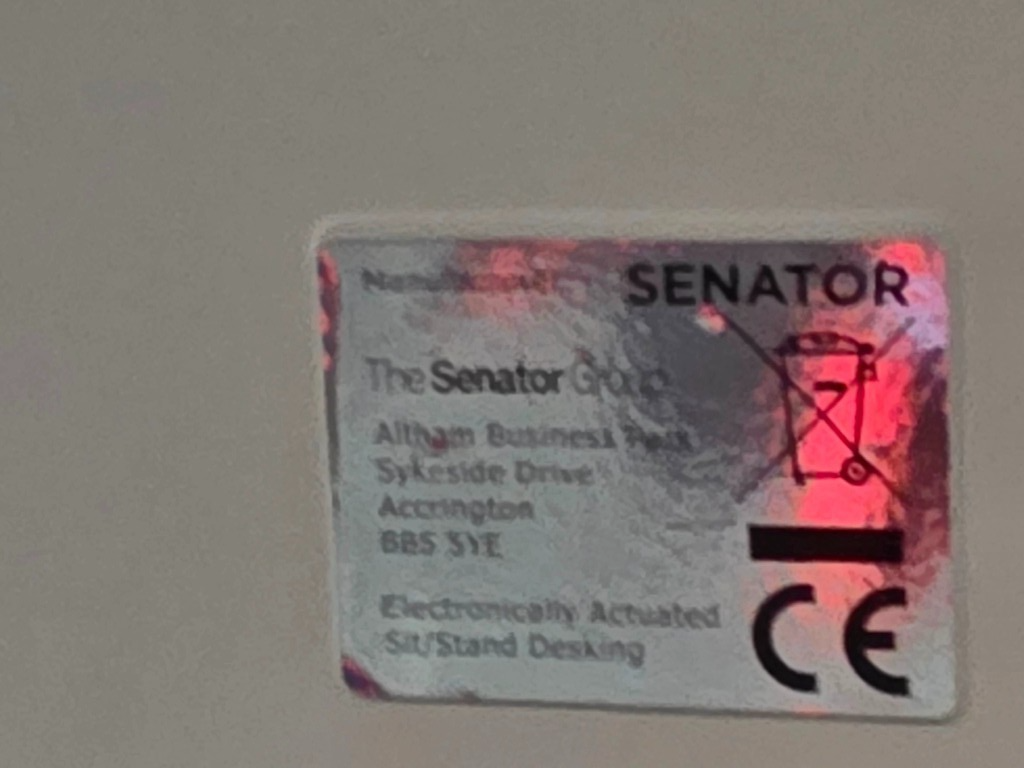 SENATOR
The Senator Group
Altham Business Park
Sykeside Drive
Accrington
BB5 5YE
Electronically Actuated
Sit/Stand Desking
CE